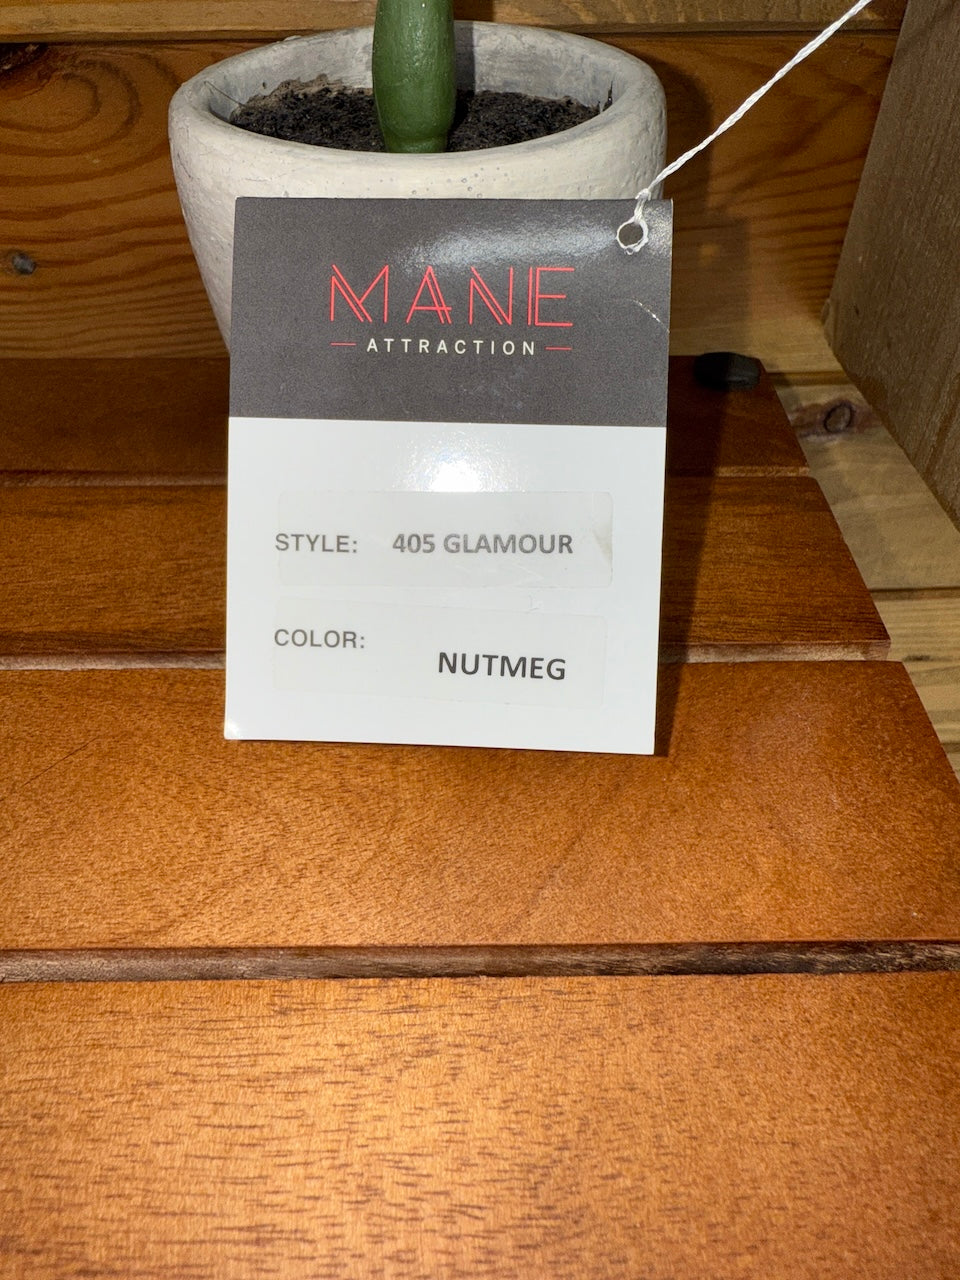 MANE
ATTRACTION
STYLE: 405 GLAMOUR
COLOR:
NUTMEG